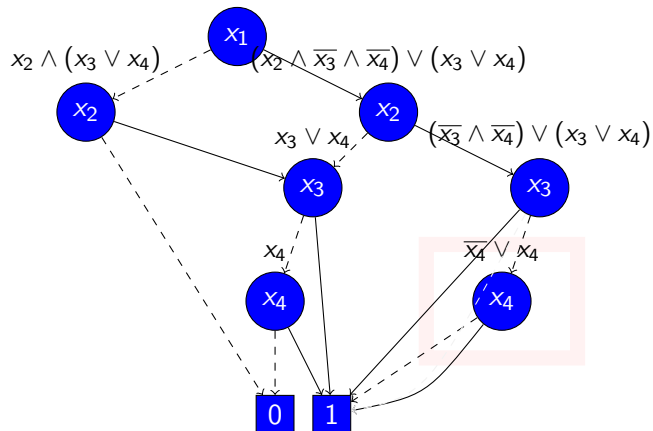 x₁
x₂ ∧ (x₃ ∨ x₄)
(x₂ ∧ x̅₃ ∧ x̅₄) ∨ (x₃ ∨ x₄)
x₂
x₂
x₃ ∨ x₄
(x̅₃ ∧ x̅₄) ∨ (x₃ ∨ x₄)
x₃
x₃
x₄
x̅₄ ∨ x₄
x₄
x₄
0
1